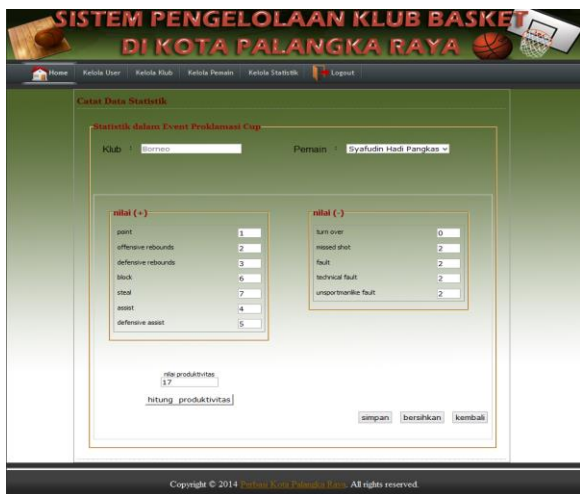 SISTEM PENGELOLAAN KLUB BASKET
DI KOTA PALANGKA RAYA
Home Kelola User Kelola Klub Kelola Pemain Kelola Statistik Logout
Catat Data Statistik
Statistik dalam Event Proklamasi Cup
Klub : Borneo Pemain : Syafudin Hadi Pangkas
nilai (+)
point 1
offensive rebounds 2
defensive rebounds 3
block 6
steal 7
assist 4
defensive assist 5
nilai (-)
turn over 0
missed shot 2
fault 2
technical fault 2
unsportmanlike fault 2
nilai produktivitas
17
hitung produktivitas
simpan bersihkan kembali
Copyright © 2014 Perbasi Kota Palangka Raya. All rights reserved.